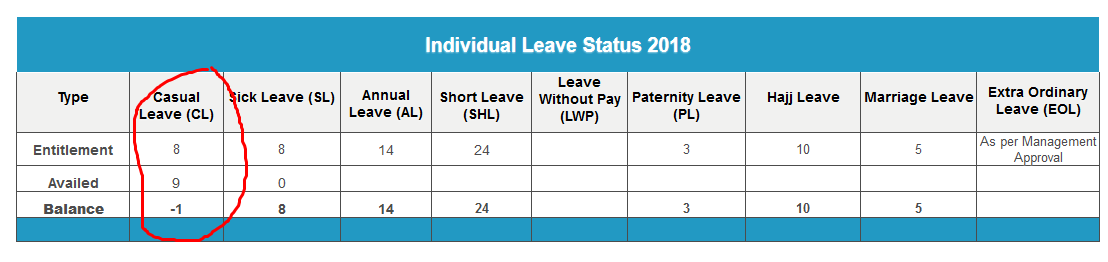 Individual Leave Status 2018
Type Casual Leave (CL) Sick Leave (SL) Annual Leave (AL) Short Leave (SHL) Leave Without Pay (LWP) Paternity Leave (PL) Hajj Leave Marriage Leave Extra Ordinary Leave (EOL)
Entitlement 8 8 14 24 3 10 5 As per Management Approval
Availed 9 0
Balance -1 8 14 24 3 10 5